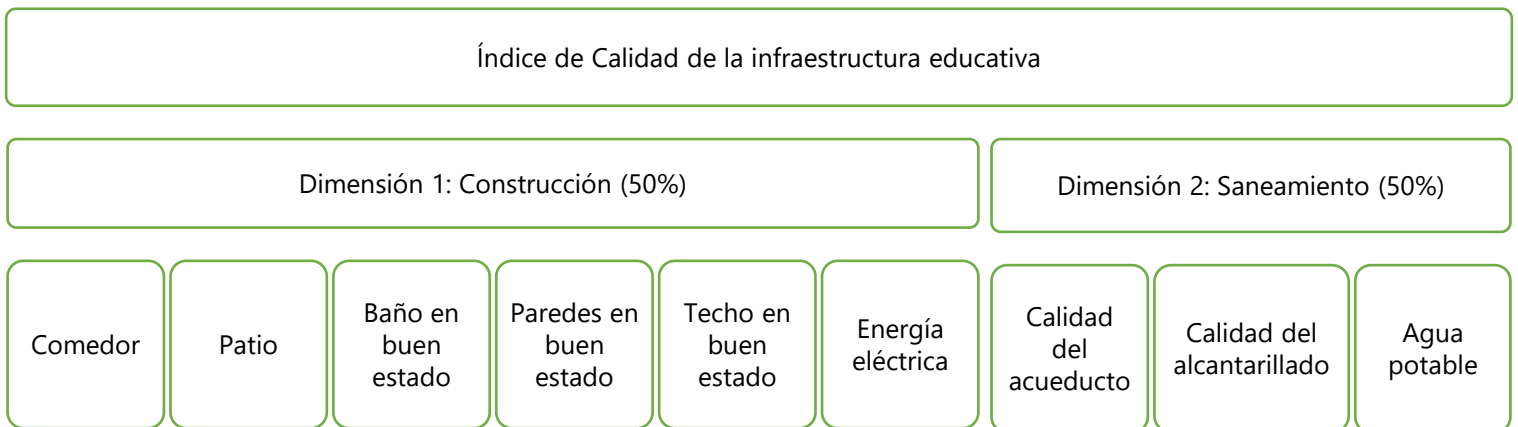 Índice de Calidad de la infraestructura educativa
Dimensión 1: Construcción (50%)
Dimensión 2: Saneamiento (50%)
Comedor
Patio
Baño en
buen
estado
Paredes en
buen
estado
Techo en
buen
estado
Energía
eléctrica
Calidad
del
acueducto
Calidad del
alcantarillado
Agua
potable